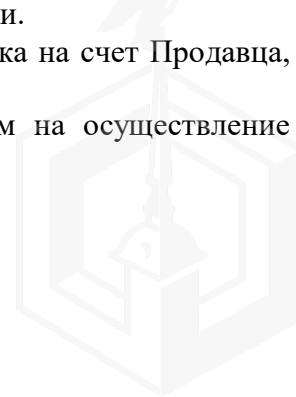 и.
ка на счет Продавца,
м на осуществление